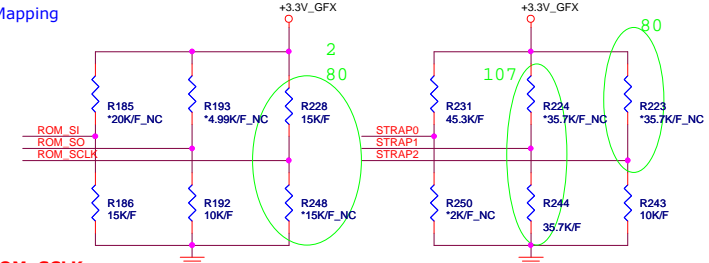 Mapping
+3.3V_GFX
+3.3V_GFX
2
80
107
80
R185
*20K/F_NC
R193
*4.99K/F_NC
R228
15K/F
R231
45.3K/F
R224
*35.7K/F_NC
R223
*35.7K/F_NC
ROM_SI
ROM_SO
ROM_SCLK
STRAP0
STRAP1
STRAP2
R186
15K/F
R192
10K/F
R248
*15K/F_NC
R250
*2K/F_NC
R244
35.7K/F
R243
10K/F